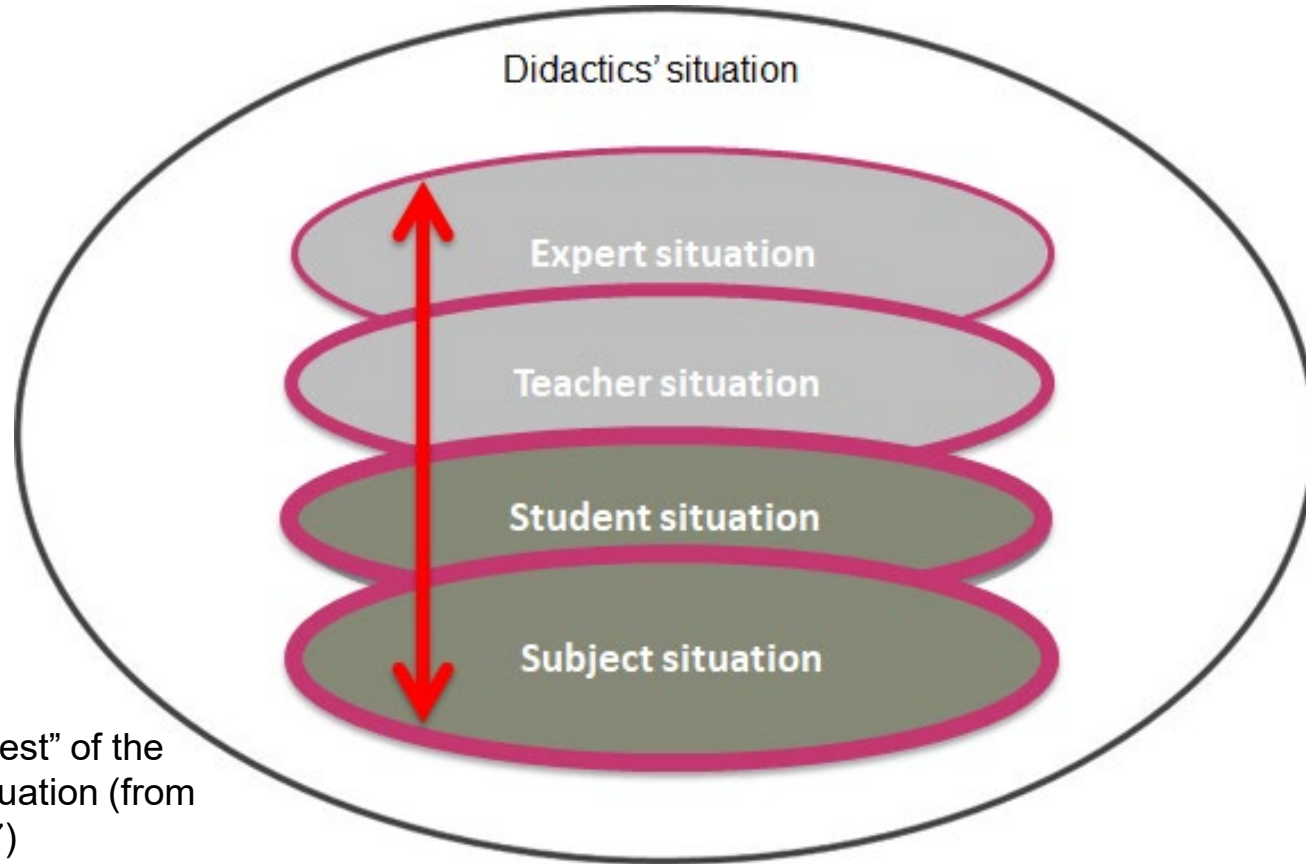 Didactics’ situation
Expert situation
Teacher situation
Student situation
Subject situation
est” of the
uation (from
)